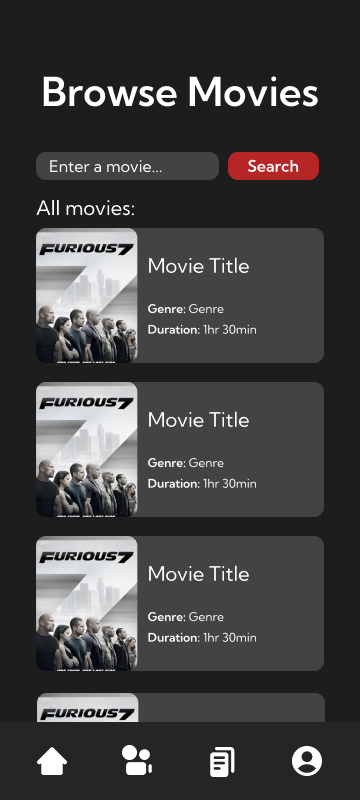 Browse Movies
Enter a movie...
Search
All movies:
FURIOUS7
Movie Title
Genre: Genre
Duration: 1hr 30min
FURIOUS7
Movie Title
Genre: Genre
Duration: 1hr 30min
FURIOUS7
Movie Title
Genre: Genre
Duration: 1hr 30min
FURIOUS7